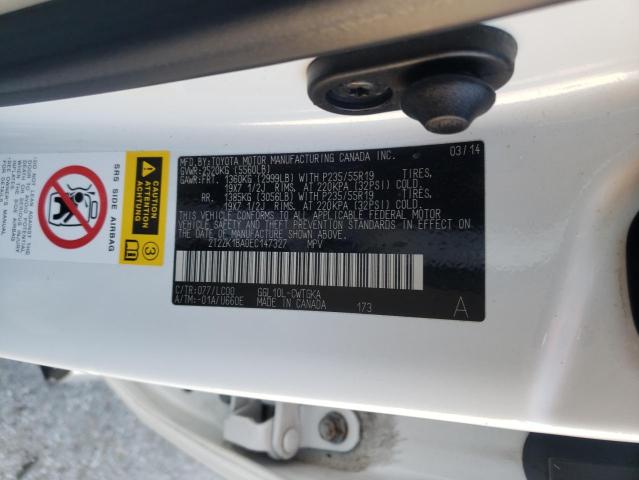 MFD.BY:TOYOTA MOTOR MANUFACTURING CANADA INC. 03/14
GVWR:2520KG (5560LB)
GAWR:FRT. 1360KG (2999LB) WITH P235/55R19 TIRES,
19X7 1/2J RIMS, AT 220KPA (32PSI) COLD.
RR. 1385KG (3056LB) WITH P235/55R19 TIRES,
19X7 1/2J RIMS, AT 220KPA (32PSI) COLD.
THIS VEHICLE CONFORMS TO ALL APPLICABLE FEDERAL MOTOR
VEHICLE SAFETY AND THEFT PREVENTION STANDARDS IN EFFECT
ON THE DATE OF MANUFACTURE SHOWN ABOVE.
2T2ZK1BA0EC147327 MPV
C/TR:077/LC00 GGL10L-CWTGKA
A/TM:-01A/U660E MADE IN CANADA 173
A
SRS SIDE AIRBAG
3